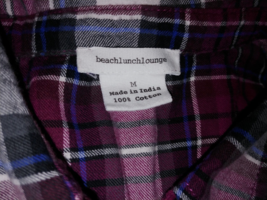 beachlunchlounge
M
Made in India
100% Cotton